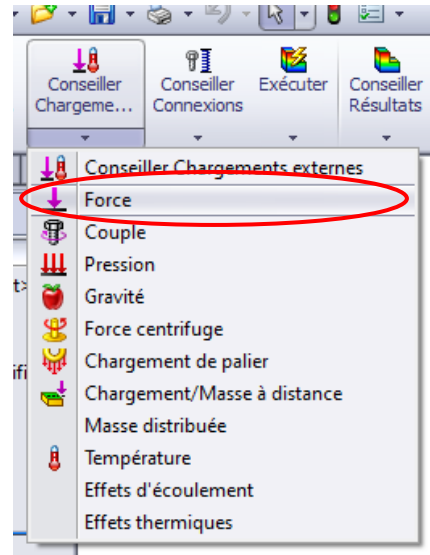 Conseiller
Chargeme...
Conseiller
Connexions
Exécuter
Conseiller
Résultats
Conseiller Chargements externes
Force
Couple
Pression
Gravité
Force centrifuge
Chargement de palier
Chargement/Masse à distance
Masse distribuée
Température
Effets d'écoulement
Effets thermiques